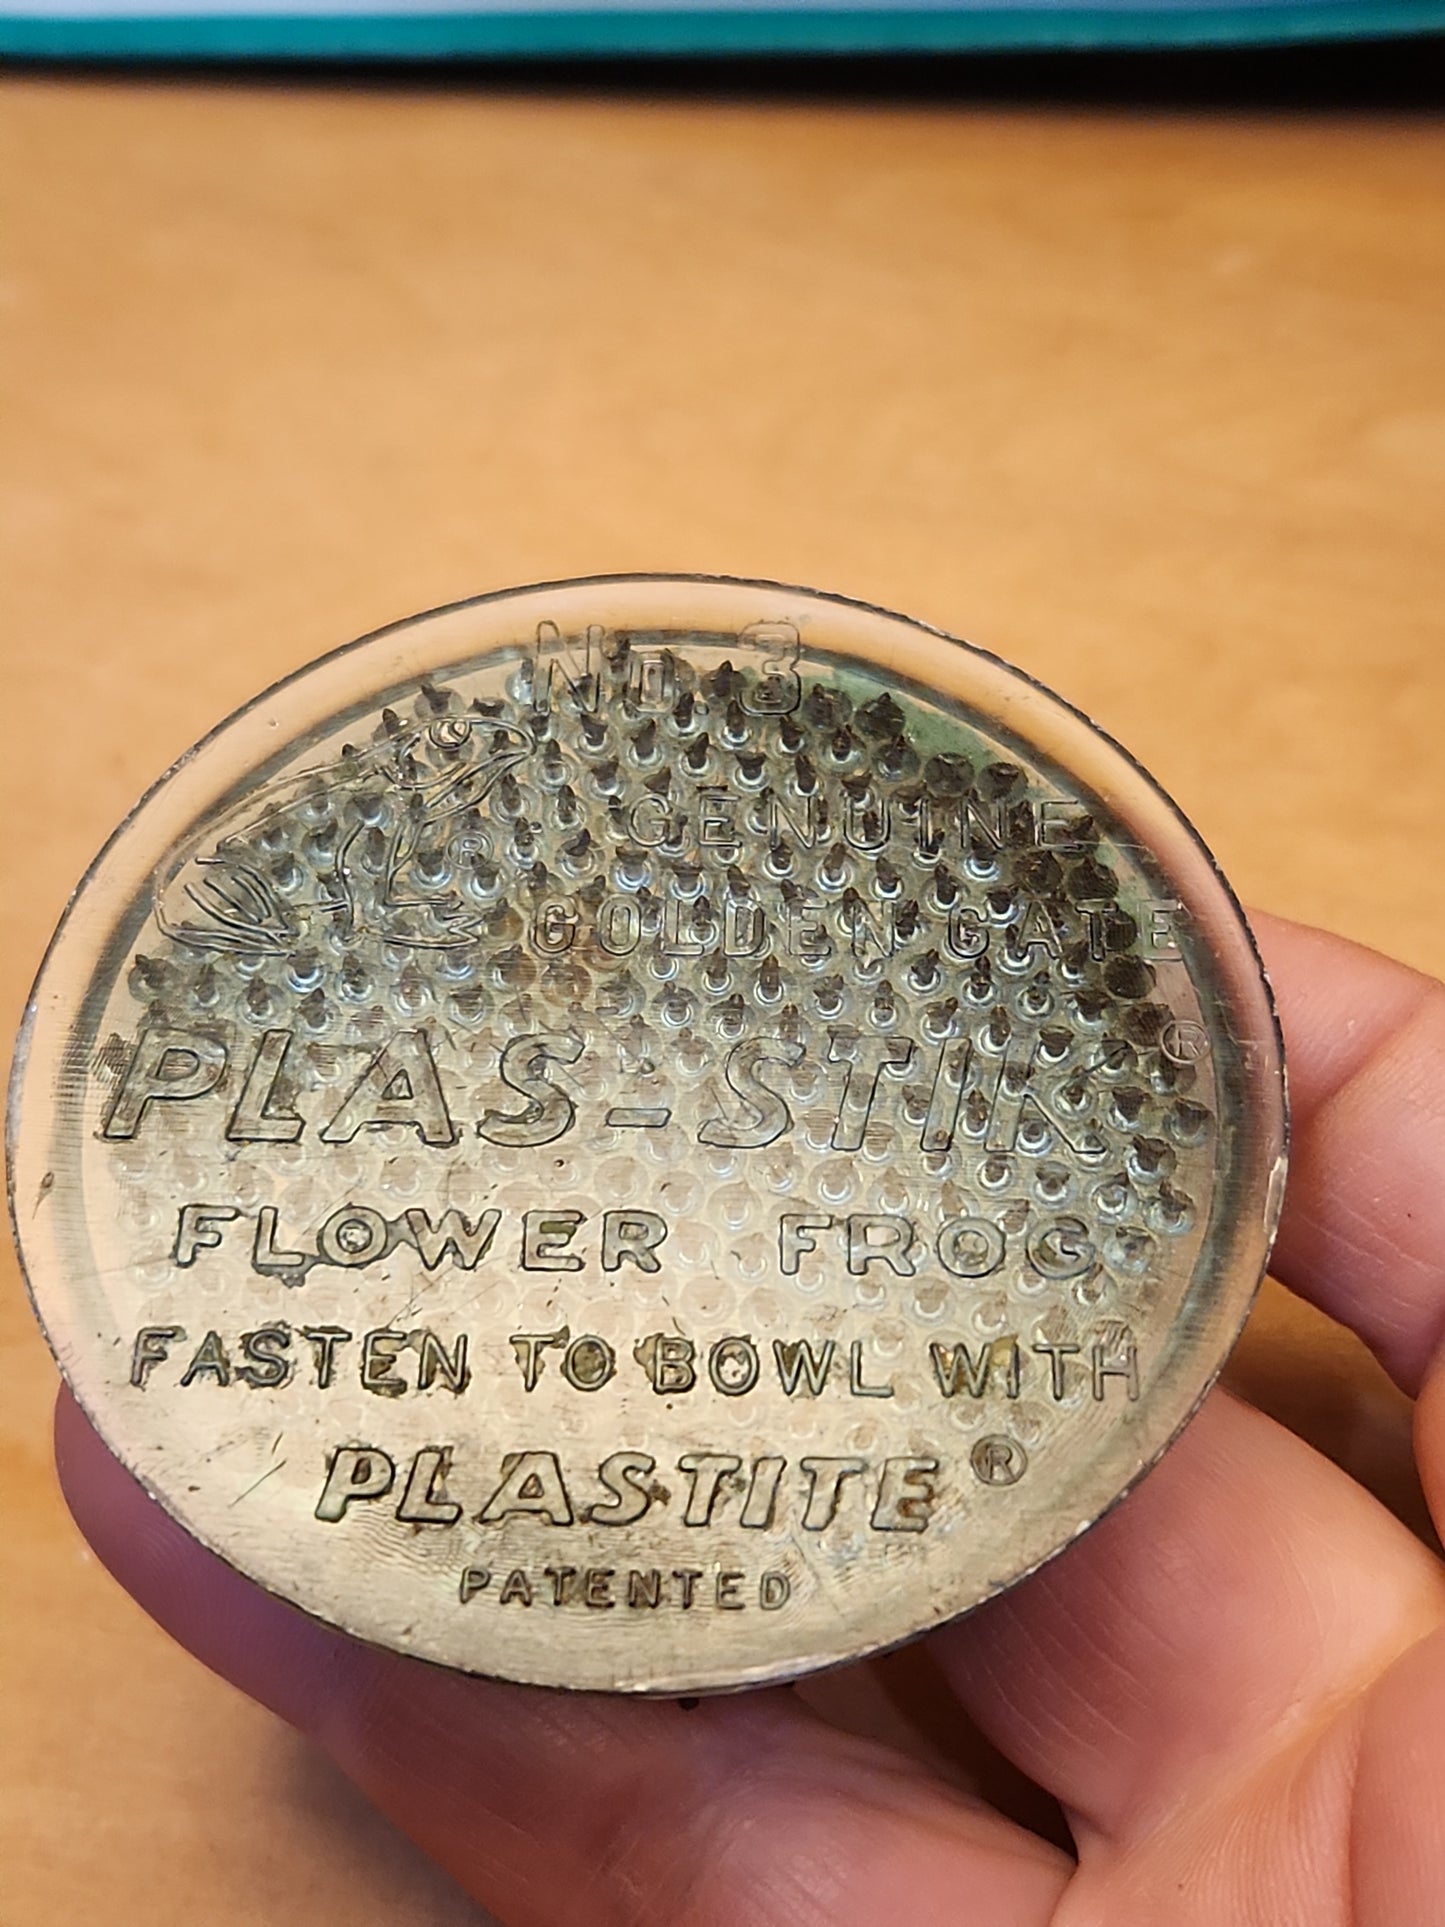 No. 3
®
GENUINE
GOLDEN GATE
PLAS-STIK®
FLOWER FROG
FASTEN TO BOWL WITH
PLASTITE®
PATENTED